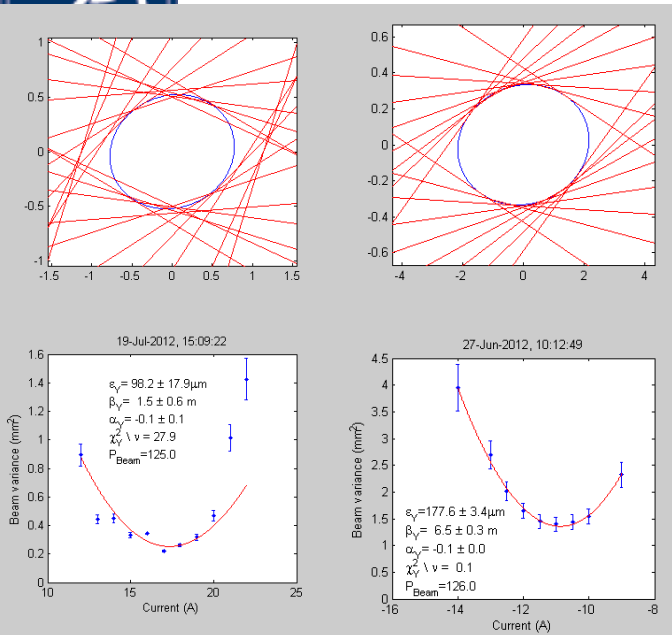 1
0.5
0
-0.5
-1
-1.5 -1 -0.5 0 0.5 1 1.5
0.6
0.4
0.2
0
-0.2
-0.4
-0.6
-4 -2 0 2 4
19-Jul-2012, 15:09:22
Beam variance (mm²)
1.6
1.4
1.2
1
0.8
0.6
0.4
0.2
0
εY= 98.2 ± 17.9μm
βY= 1.5 ± 0.6 m
αY= -0.1 ± 0.1
χ²Y \ ν = 27.9
PBeam=125.0
10 15 20 25
Current (A)
27-Jun-2012, 10:12:49
Beam variance (mm²)
4.5
4
3.5
3
2.5
2
1.5
1
0.5
0
εY=177.6 ± 3.4μm
βY= 6.5 ± 0.3 m
αY= -0.1 ± 0.0
χ²Y \ ν = 0.1
PBeam=126.0
-16 -14 -12 -10 -8
Current (A)